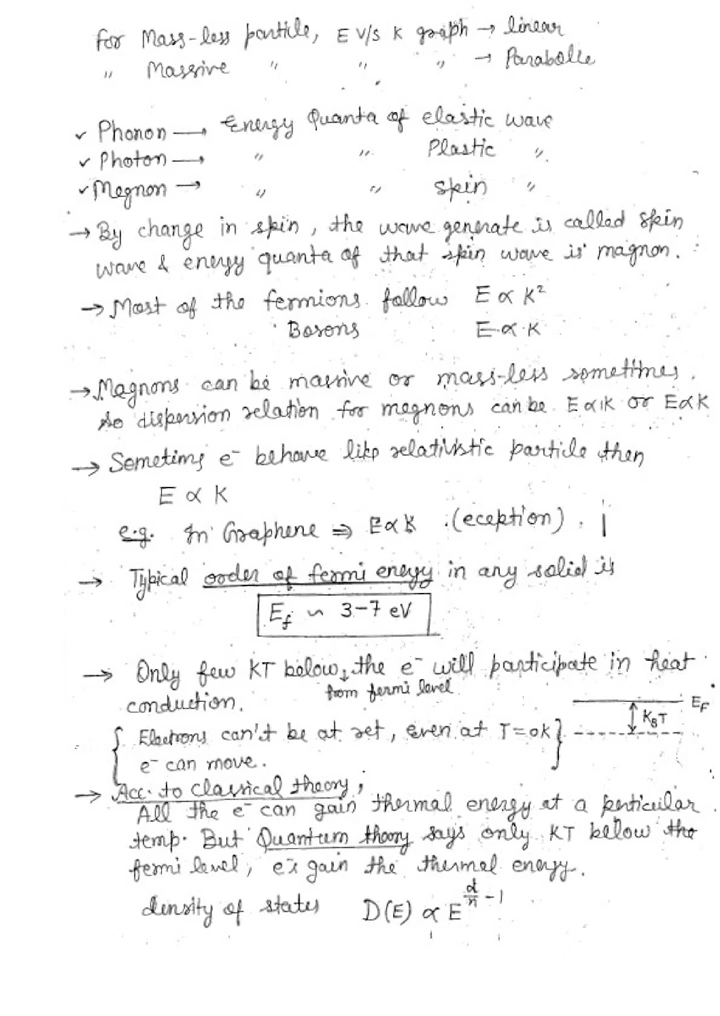 for Mass-less particle, E V/s K graph → linear
" Massive " " " → Parabolic
✓ Phonon → Energy Quanta of elastic wave
✓ Photon → " " Plastic "
✓ Megnon → " " spin "
→ By change in spin, the wave generate is called spin
wave & energy quanta of that spin wave is magnon.
→ Most of the fermions follow E ∝ K²
Bosons E ∝ K
→ Magnons can be massive or mass-less sometimes.
so dispersion relation for megnons can be E ∝ K or E ∝ K
→ Sometimes e⁻ behave like relativistic particle then
E ∝ K
e.g. In Graphene ⇒ E ∝ K (eception).
→ Typical order of fermi enegy in any solid is
E_f ~ 3-7 eV
→ Only few KT below from fermi level, the e⁻ will participate in heat
conduction.
E_F
K_BT
{ Electrons can't be at ret, even at T=0K }
e⁻ can move.
→ Acc. to classical theory,
All the e⁻ can gain thermal energy at a perticular
temp. But Quantum theory says only KT below the
fermi level, e⁻s gain the thermel energy.
density of states D(E) ∝ E^(d/n - 1)